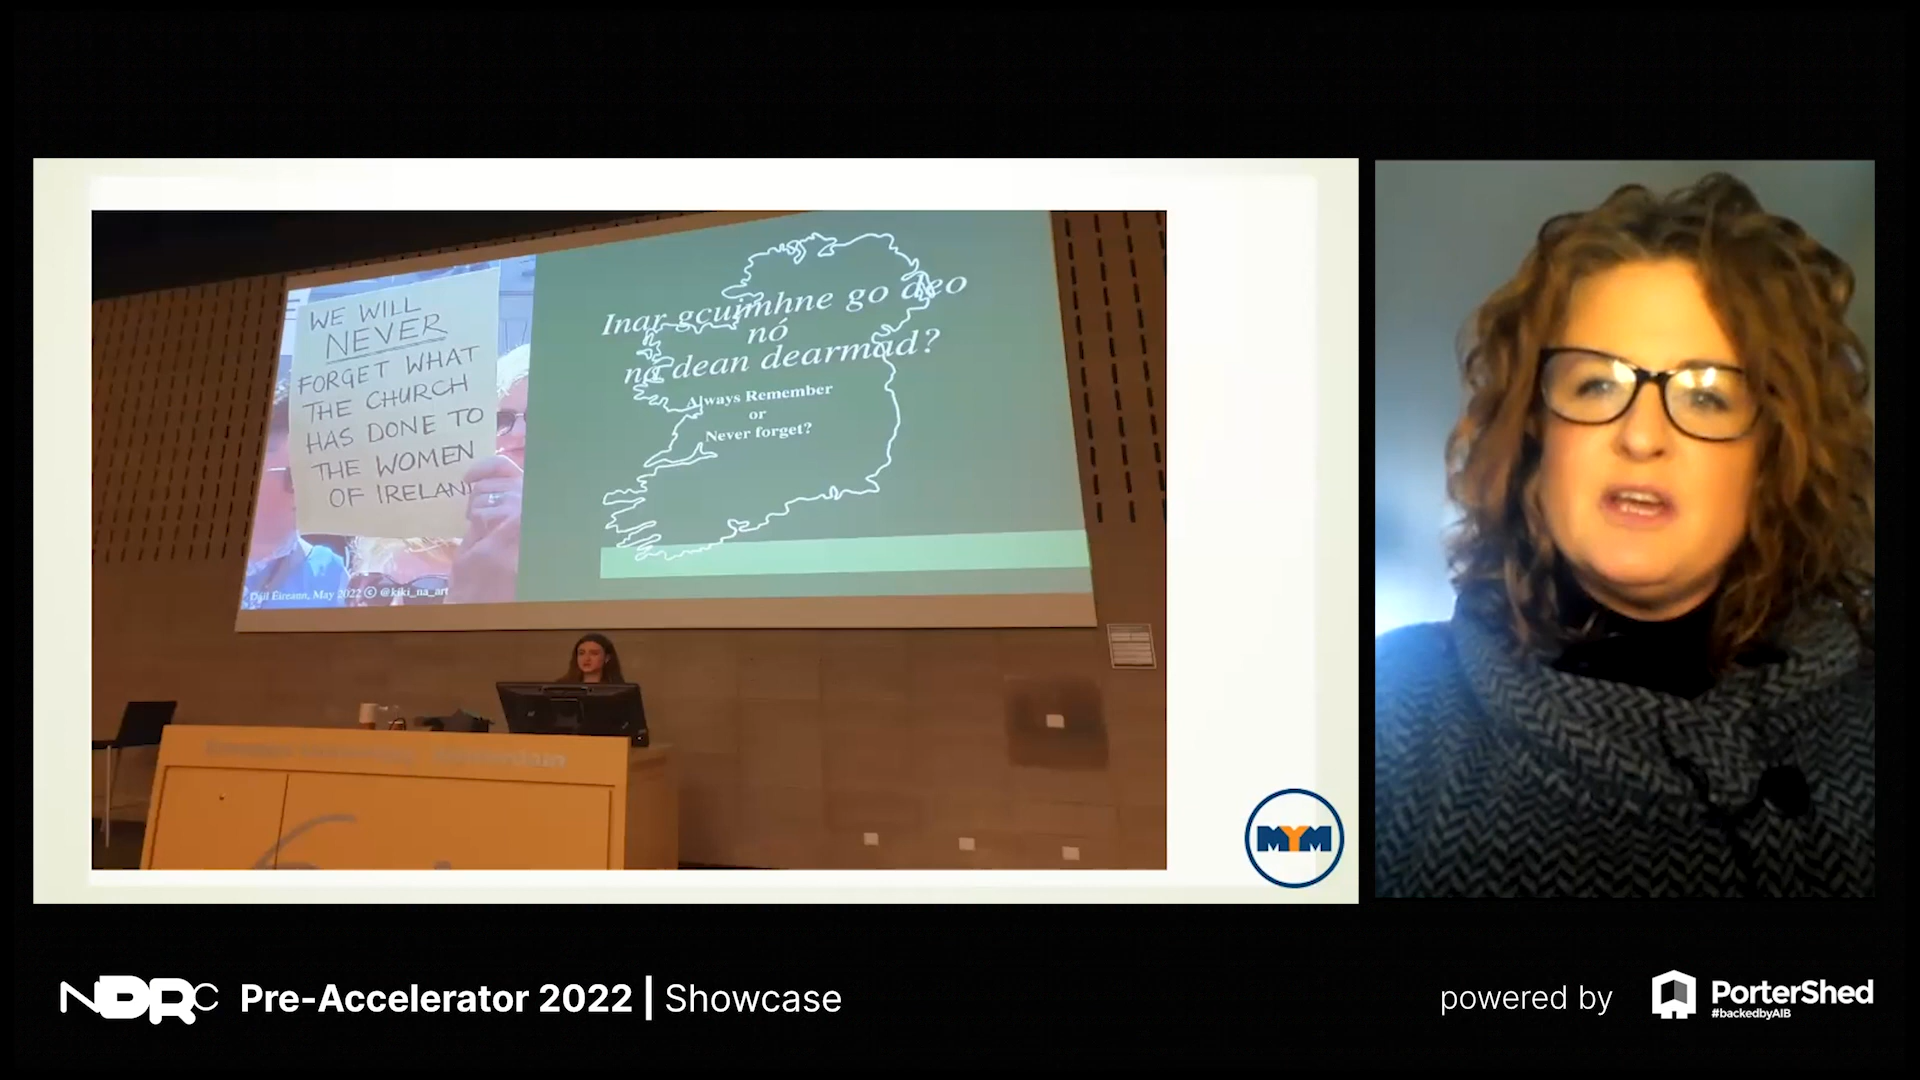 WE WILL
NEVER
FORGET WHAT
THE CHURCH
HAS DONE TO
THE WOMEN
OF IRELAND
Dáil Éireann, May 2022 © @kiki_na_art
Inar gcuimhne go deo
nó
na dean dearmad?
Always Remember
or
Never forget?
MYM
NDRC Pre-Accelerator 2022 | Showcase
powered by PorterShed
#backedbyAIB